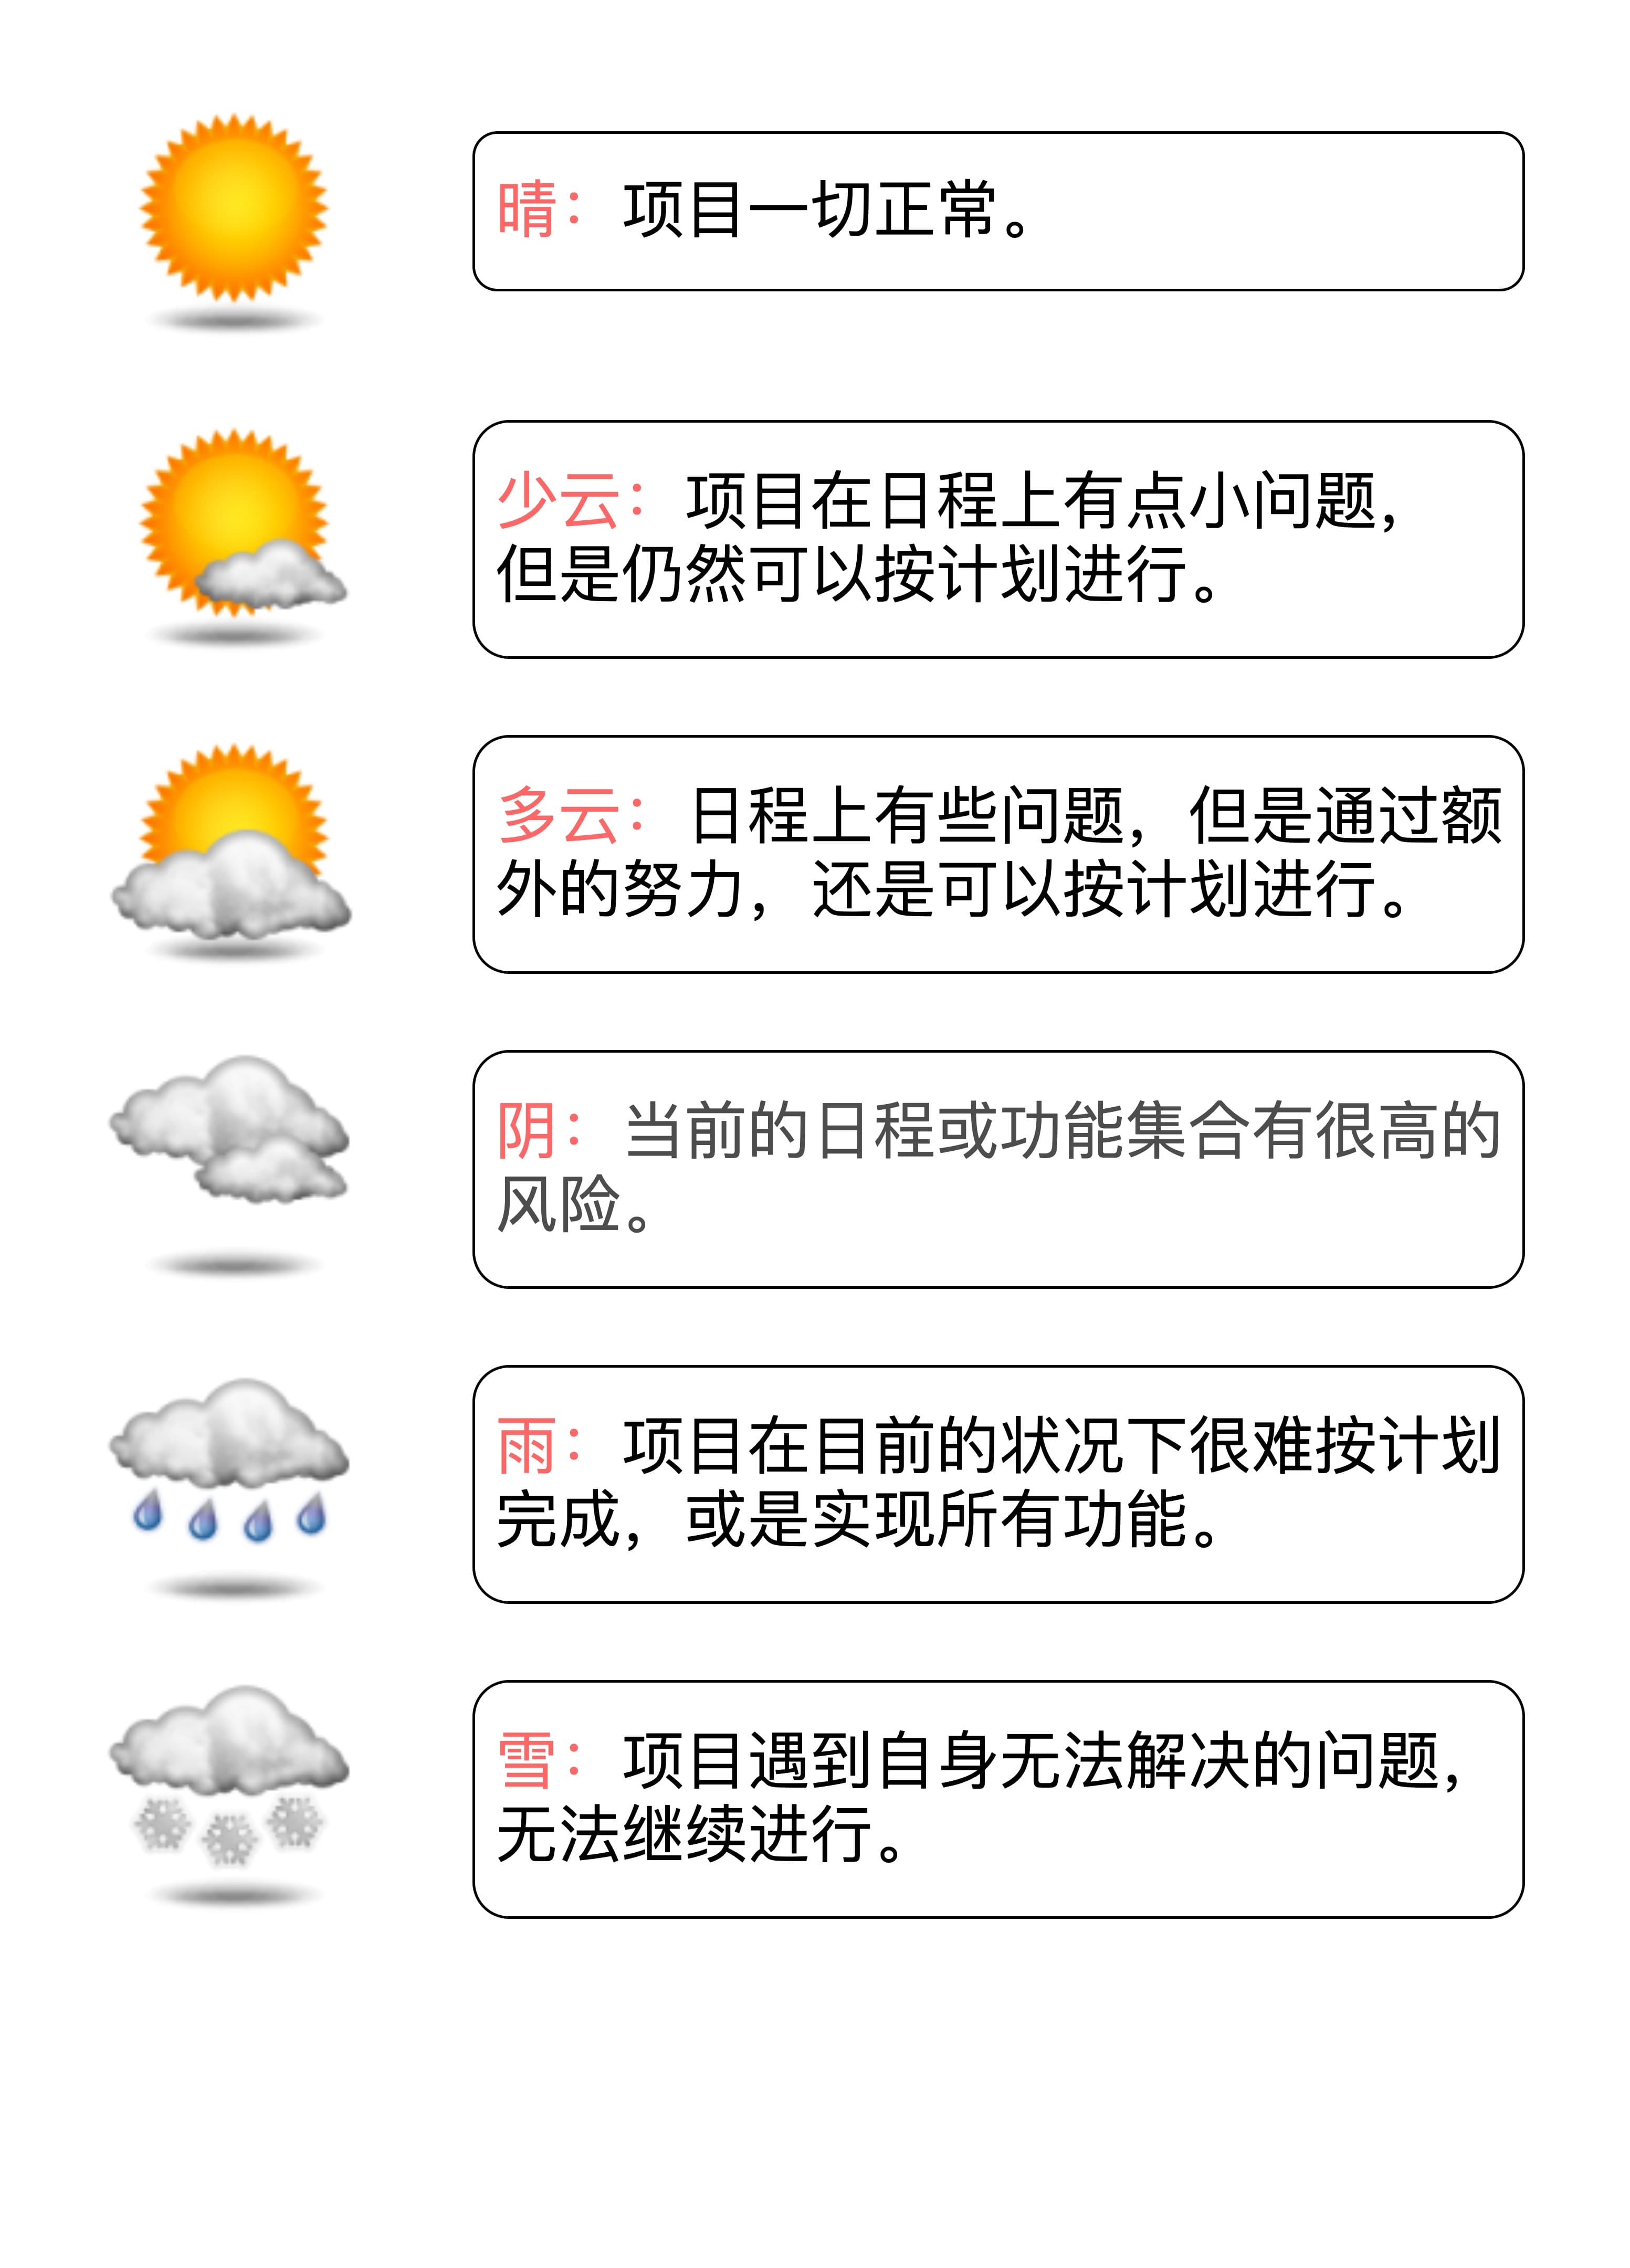 晴：项目一切正常。
少云：项目在日程上有点小问题，
但是仍然可以按计划进行。
多云：日程上有些问题，但是通过额
外的努力，还是可以按计划进行。
阴：当前的日程或功能集合有很高的
风险。
雨：项目在目前的状况下很难按计划
完成，或是实现所有功能。
雪：项目遇到自身无法解决的问题，
无法继续进行。